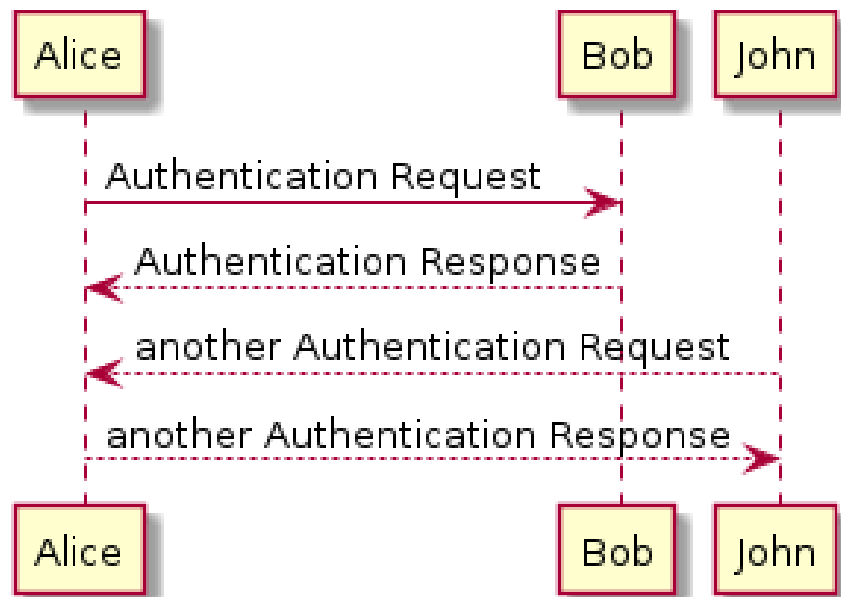 Alice Bob John
Authentication Request
Authentication Response
another Authentication Request
another Authentication Response
Alice Bob John